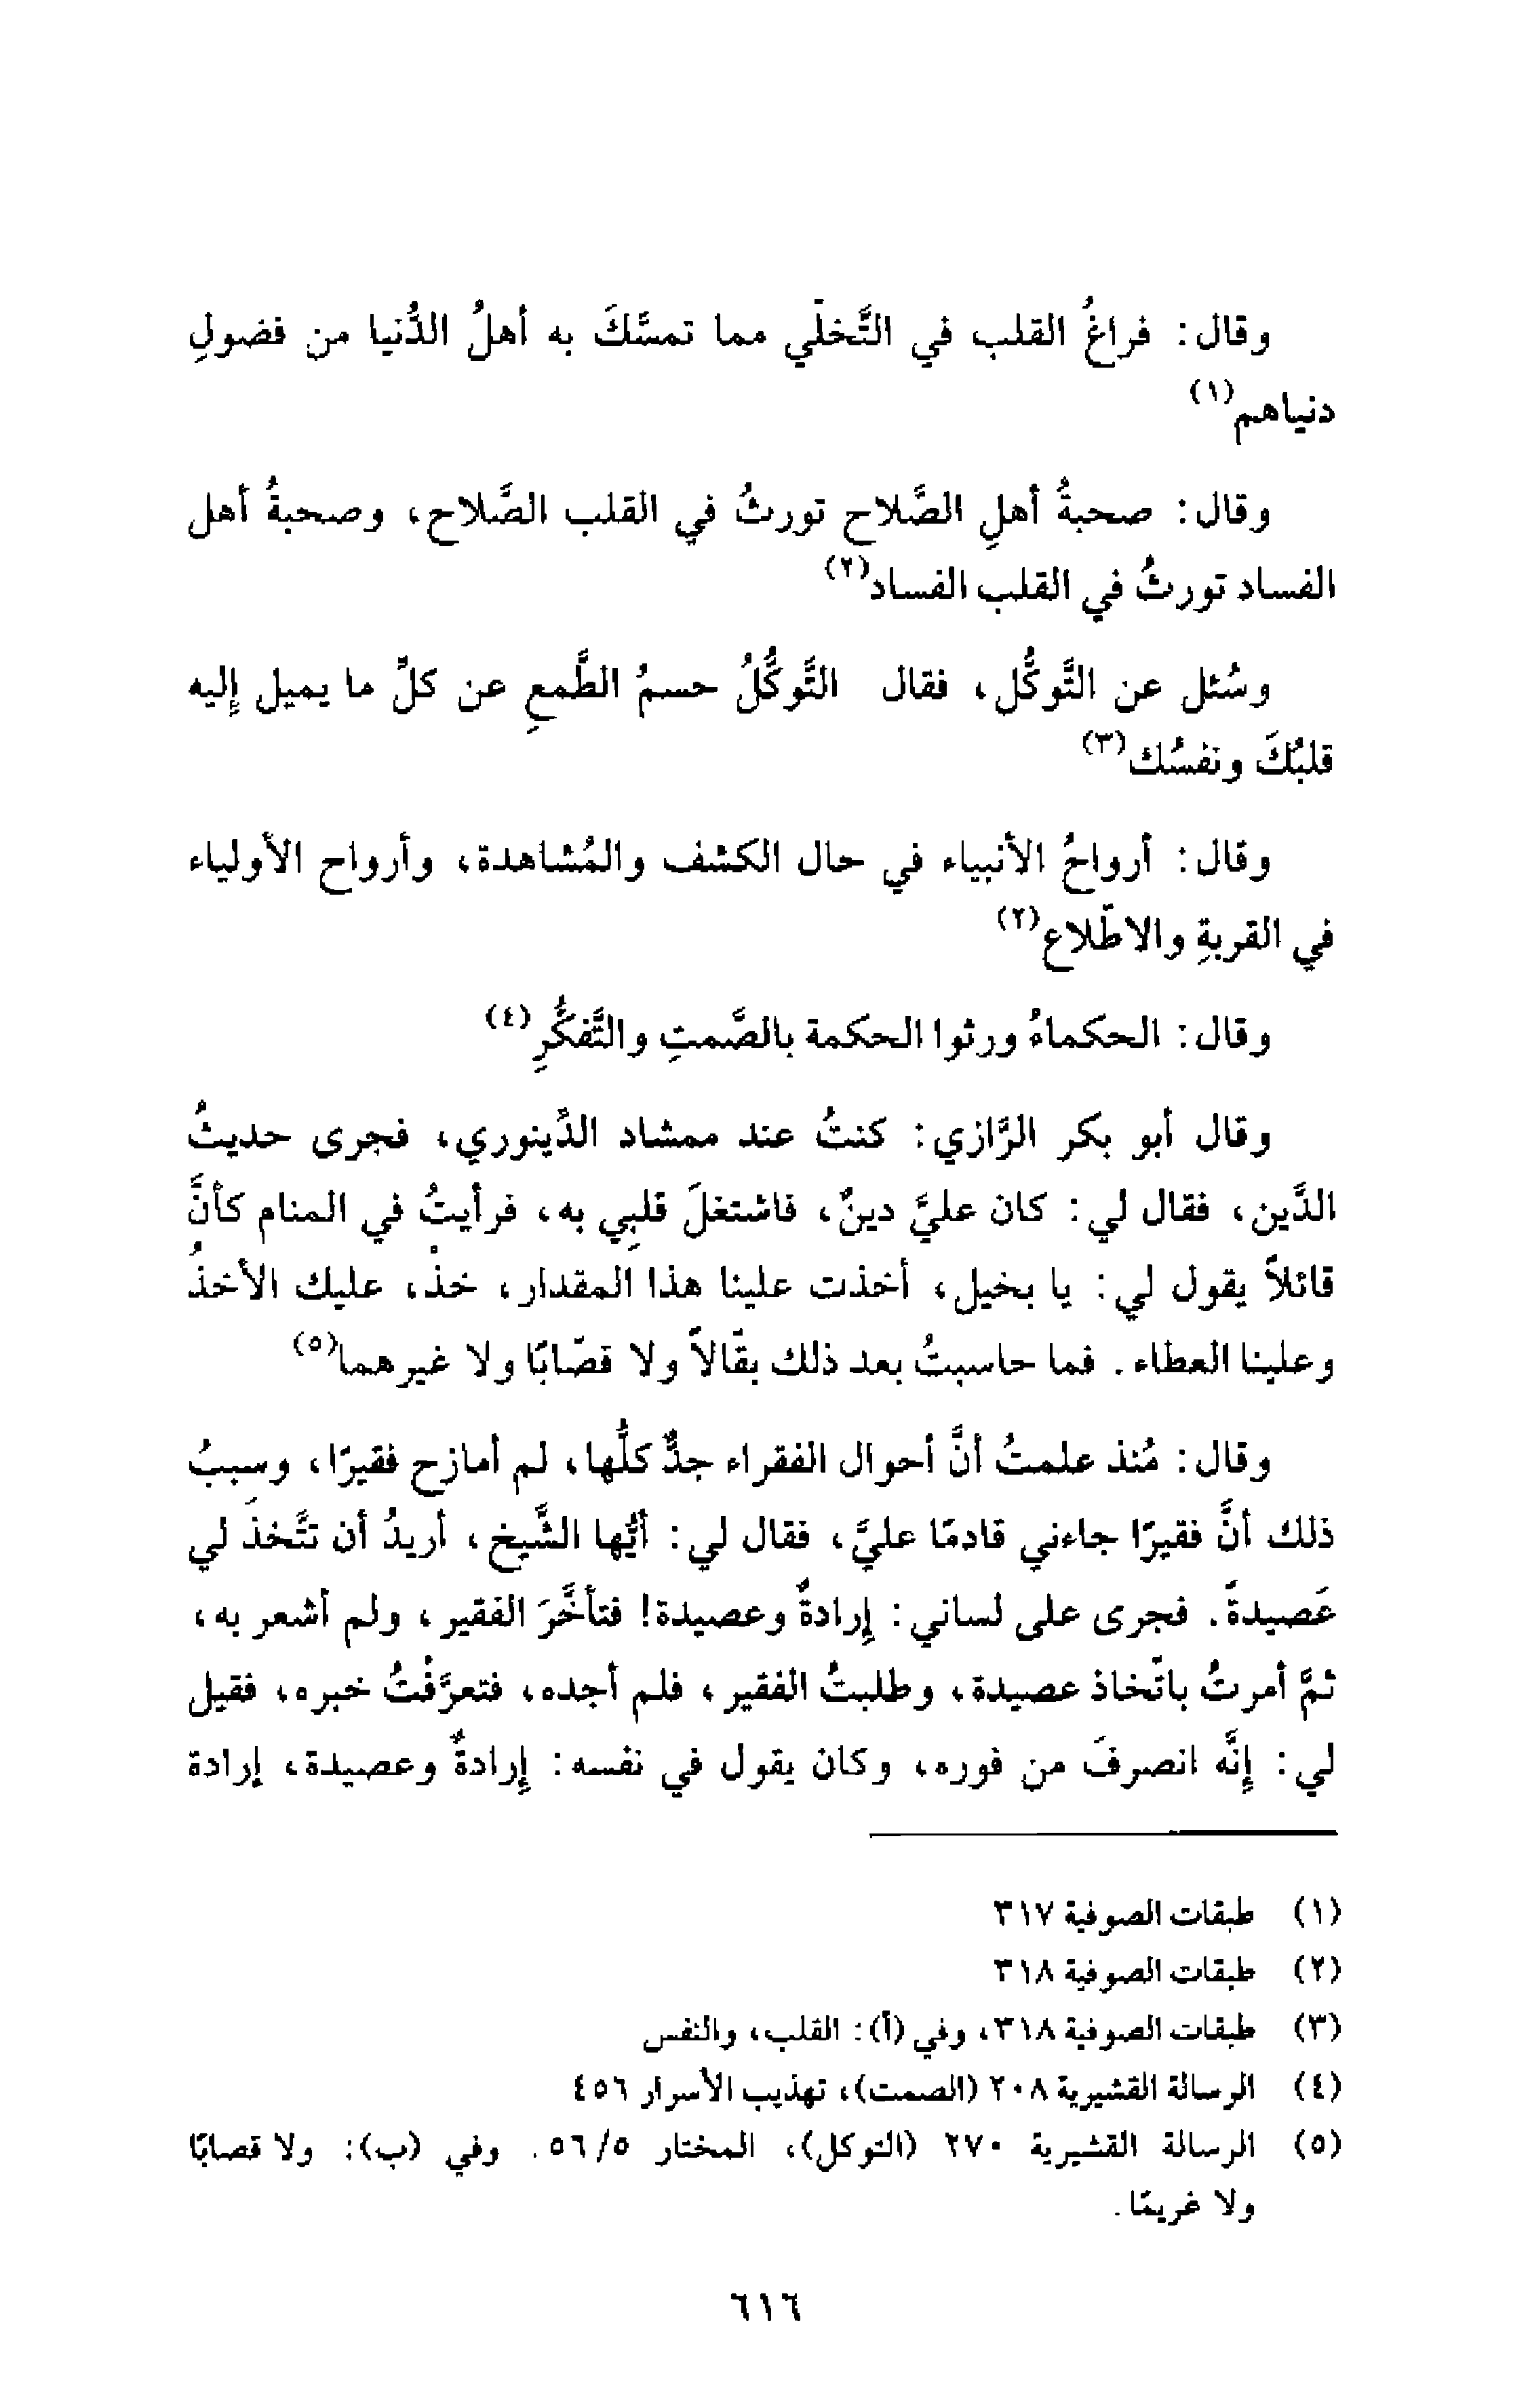 وقال: فراغُ القلب في التَّخلّي مما تمسَّكَ به أهلُ الدُّنيا من فضولِ
دنياهم(١)
وقال: صحبةُ أهلِ الصَّلاح تورثُ في القلب الصَّلاح، وصحبةُ أهل
الفساد تورثُ في القلب الفساد(٢)
وسُئل عن التَّوكُّل، فقال التَّوكُّلُ حسمُ الطَّمعِ عن كلِّ ما يميل إليه
قلبُكَ ونفسُك(٣)
وقال: أرواحُ الأنبياء في حال الكشف والمُشاهدة، وأرواح الأولياء
في القربةِ والاطّلاع(٢)
وقال: الحكماءُ ورثوا الحكمة بالصَّمتِ والتَّفكُّرِ(٤)
وقال أبو بكر الرَّازي: كنتُ عند ممشاد الدِّينوري، فجرى حديثُ
الدَّين، فقال لي: كان عليَّ دينٌ، فاشتغلَ قلبِي به، فرأيتُ في المنام كأنَّ
قائلاً يقول لي: يا بخيل، أخذت علينا هذا المقدار، خذْ، عليك الأخذُ
وعلينا العطاء. فما حاسبتُ بعد ذلك بقّالاً ولا قصّابًا ولا غيرهما(٥)
وقال: مُنذ علمتُ أنَّ أحوال الفقراء جدٌّ كلُّها، لم أمازح فقيرًا، وسببُ
ذلك أنَّ فقيرًا جاءني قادمًا عليَّ، فقال لي: أيُّها الشَّيخ، أريدُ أن تتَّخذَ لي
عَصيدةً. فجرى على لساني: إرادةٌ وعصيدة! فتأخَّرَ الفقير، ولم أشعر به،
ثمَّ أمرتُ باتّخاذ عصيدة، وطلبتُ الفقير، فلم أجده، فتعرَّفْتُ خبره، فقيل
لي: إنَّه انصرفَ من فوره، وكان يقول في نفسه: إرادةٌ وعصيدة، إرادة
(١) طبقات الصوفية ٣١٧
(٢) طبقات الصوفية ٣١٨
(٣) طبقات الصوفية ٣١٨، وفي (أ): القلب، والنفس
(٤) الرسالة القشيرية ٢٠٨ (الصمت)، تهذيب الأسرار ٤٥٦
(٥) الرسالة القشيرية ٢٧٠ (التوكل)، المختار ٥/٥٦. وفي (ب): ولا قصابًا
ولا غريمًا.
٦١٦